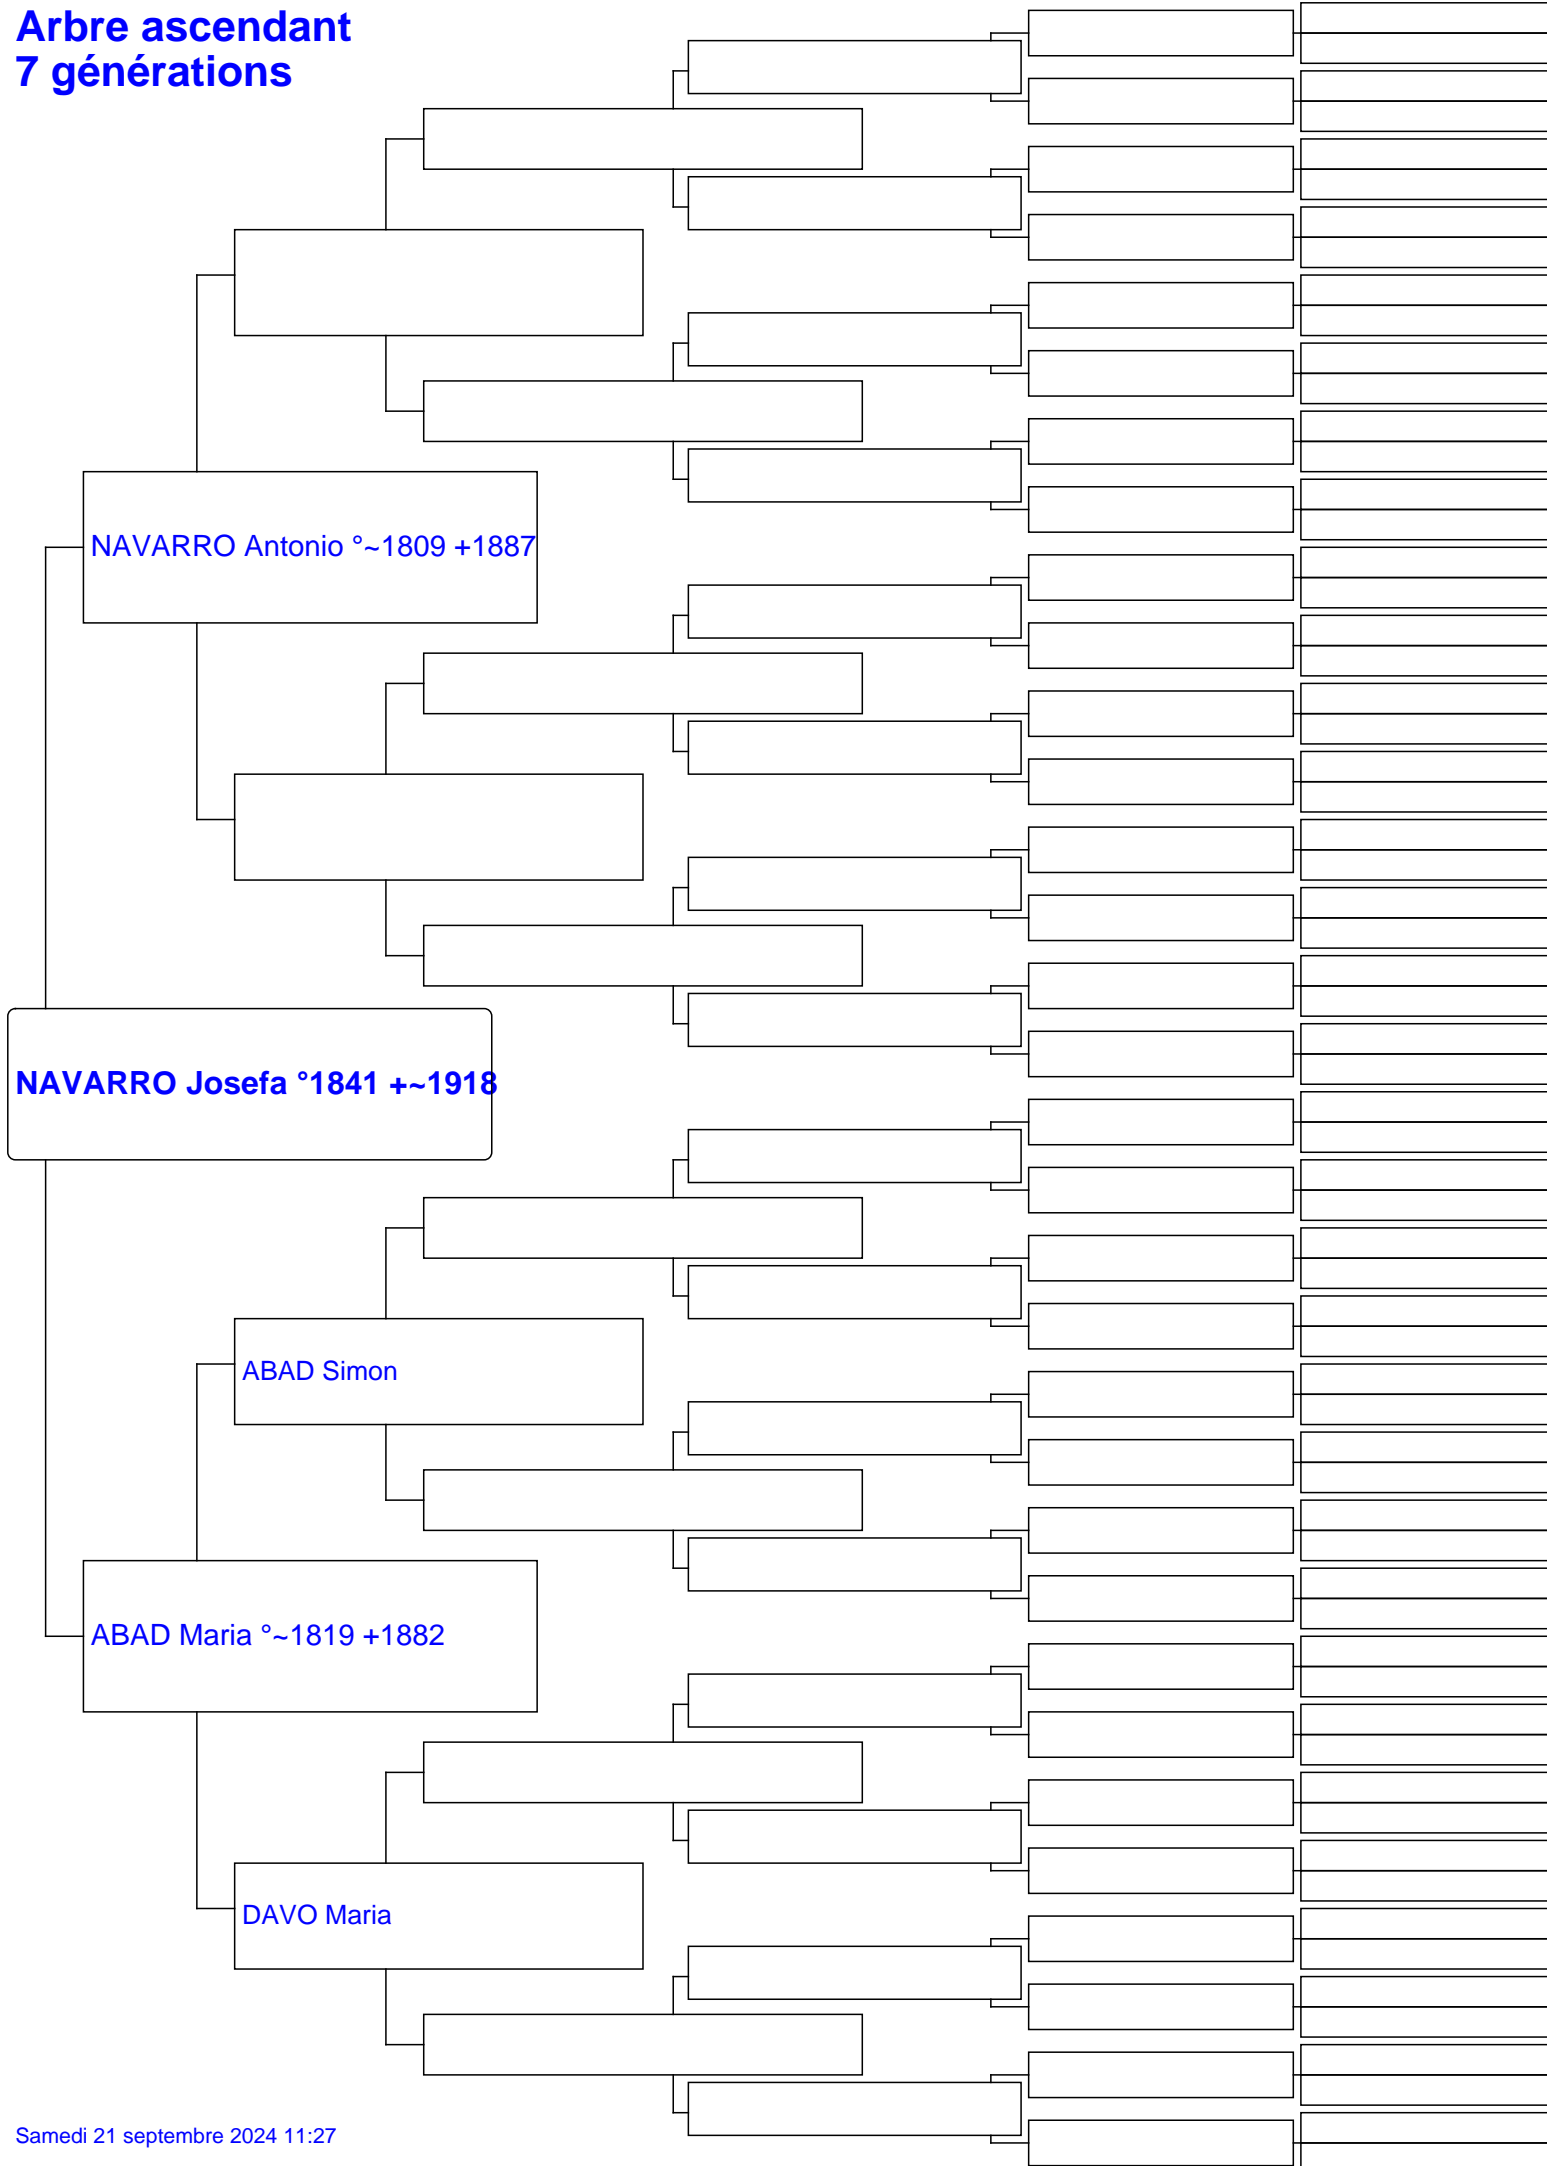 Arbre ascendant
7 générations
NAVARRO Antonio °~1809 +1887
NAVARRO Josefa °1841 +~1918
ABAD Simon
ABAD Maria °~1819 +1882
DAVO Maria
Samedi 21 septembre 2024 11:27